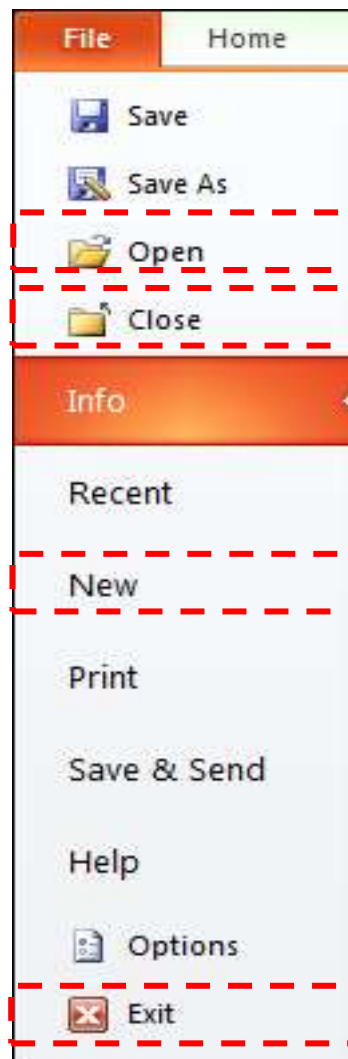 File Home
Save
Save As
Open
Close
Info
Recent
New
Print
Save & Send
Help
Options
Exit